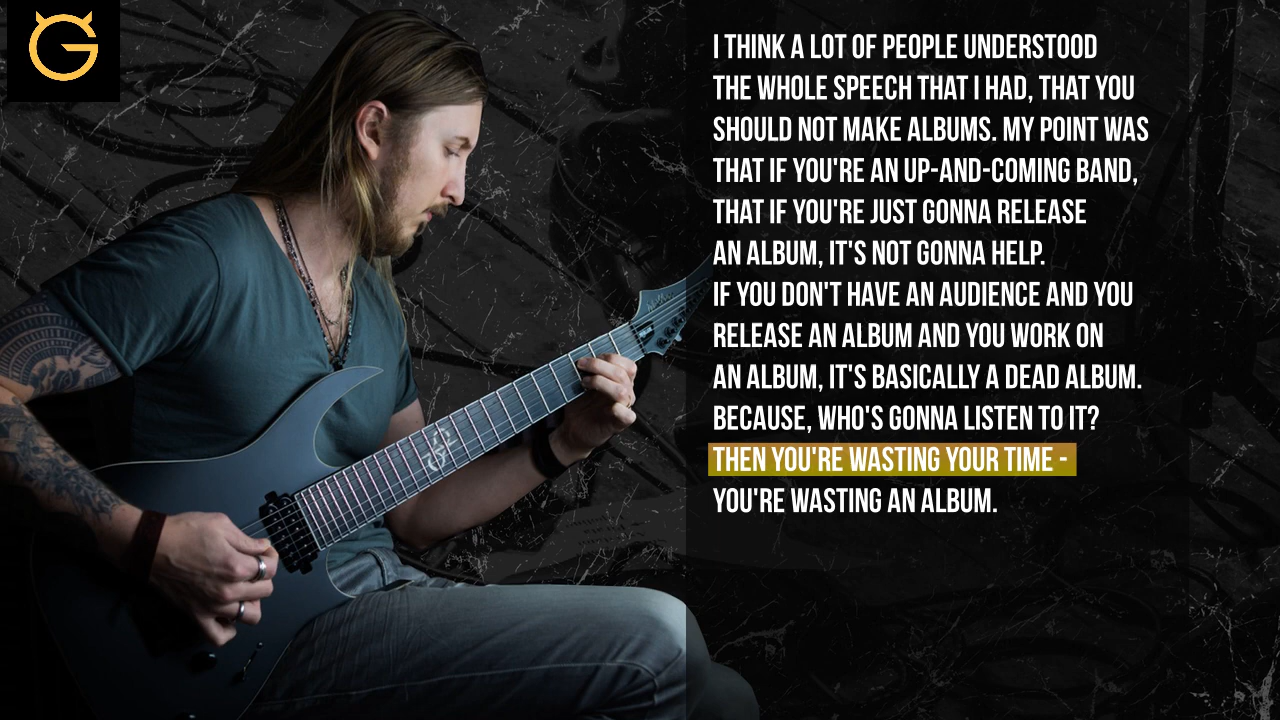 I THINK A LOT OF PEOPLE UNDERSTOOD
THE WHOLE SPEECH THAT I HAD, THAT YOU
SHOULD NOT MAKE ALBUMS. MY POINT WAS
THAT IF YOU'RE AN UP-AND-COMING BAND,
THAT IF YOU'RE JUST GONNA RELEASE
AN ALBUM, IT'S NOT GONNA HELP.
IF YOU DON'T HAVE AN AUDIENCE AND YOU
RELEASE AN ALBUM AND YOU WORK ON
AN ALBUM, IT'S BASICALLY A DEAD ALBUM.
BECAUSE, WHO'S GONNA LISTEN TO IT?
THEN YOU'RE WASTING YOUR TIME -
YOU'RE WASTING AN ALBUM.